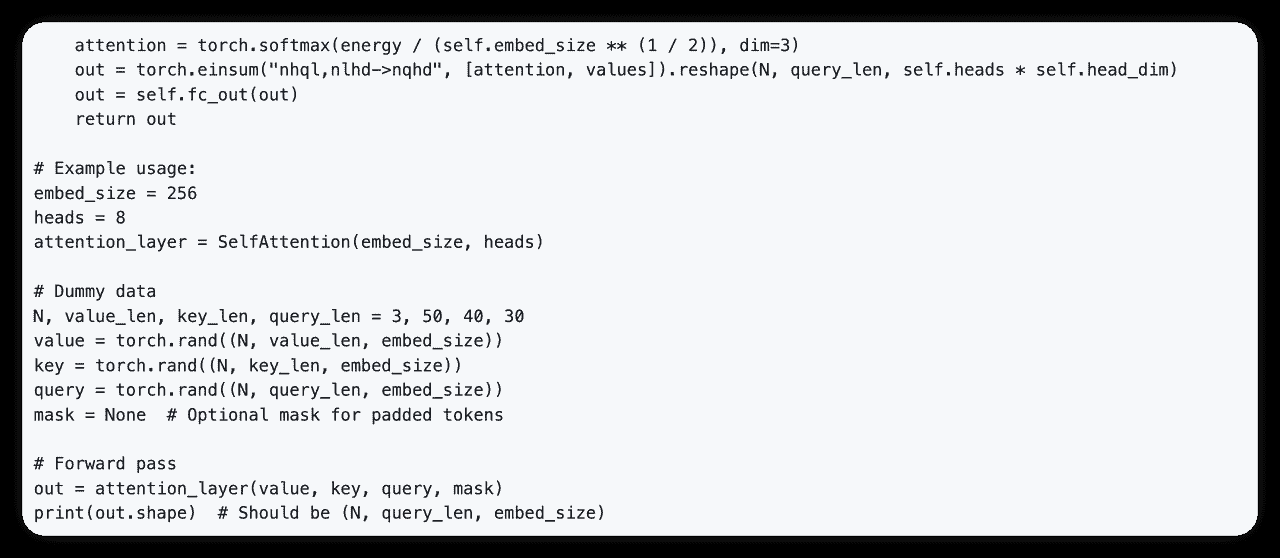 attention = torch.softmax(energy / (self.embed_size ** (1 / 2)), dim=3)
    out = torch.einsum("nhql,nlhd->nqhd", [attention, values]).reshape(N, query_len, self.heads * self.head_dim)
    out = self.fc_out(out)
    return out

# Example usage:
embed_size = 256
heads = 8
attention_layer = SelfAttention(embed_size, heads)

# Dummy data
N, value_len, key_len, query_len = 3, 50, 40, 30
value = torch.rand((N, value_len, embed_size))
key = torch.rand((N, key_len, embed_size))
query = torch.rand((N, query_len, embed_size))
mask = None  # Optional mask for padded tokens

# Forward pass
out = attention_layer(value, key, query, mask)
print(out.shape)  # Should be (N, query_len, embed_size)